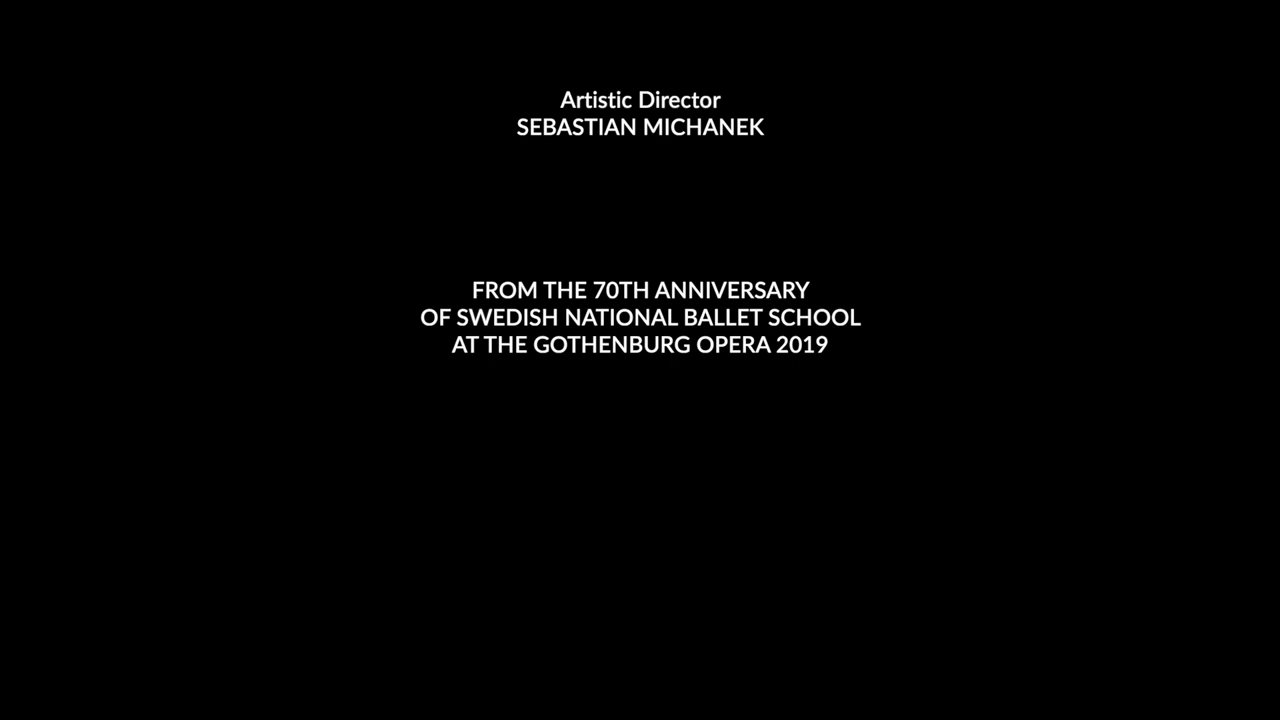 Artistic Director
SEBASTIAN MICHANEK
FROM THE 70TH ANNIVERSARY
OF SWEDISH NATIONAL BALLET SCHOOL
AT THE GOTHENBURG OPERA 2019